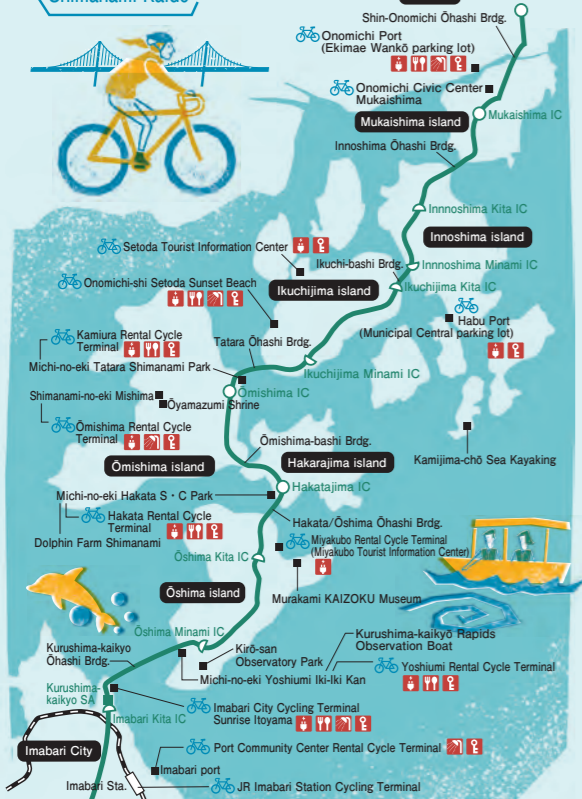 Shimanami Kaido
Shin-Onomichi Ōhashi Brdg.
Onomichi Port
(Ekimae Wankō parking lot)
Onomichi Civic Center
Mukaishima
Mukaishima IC
Mukaishima island
Innoshima Ōhashi Brdg.
Innnoshima Kita IC
Innoshima island
Setoda Tourist Information Center
Ikuchi-bashi Brdg.
Innnoshima Minami IC
Ikuchijima Kita IC
Onomichi-shi Setoda Sunset Beach
Ikuchijima island
Habu Port
(Municipal Central parking lot)
Kamiura Rental Cycle
Terminal
Tatara Ōhashi Brdg.
Michi-no-eki Tatara Shimanami Park
Ikuchijima Minami IC
Ōmishima IC
Shimanami-no-eki Mishima
Ōyamazumi Shrine
Ōmishima Rental Cycle
Terminal
Ōmishima-bashi Brdg.
Kamijima-chō Sea Kayaking
Ōmishima island
Hakarajima island
Hakatajima IC
Michi-no-eki Hakata S・C Park
Hakata Rental Cycle
Terminal
Dolphin Farm Shimanami
Hakata/Ōshima Ōhashi Brdg.
Miyakubo Rental Cycle Terminal
(Miyakubo Tourist Information Center)
Ōshima Kita IC
Murakami KAIZOKU Museum
Ōshima island
Ōshima Minami IC
Kurushima-kaikyo
Ōhashi Brdg.
Kirō-san
Observatory Park
Kurushima-kaikyō Rapids
Observation Boat
Michi-no-eki Yoshiumi Iki-Iki Kan
Yoshiumi Rental Cycle Terminal
Kurushima-
kaikyo SA
Imabari Kita IC
Imabari City Cycling Terminal
Sunrise Itoyama
Imabari City
Port Community Center Rental Cycle Terminal
Imabari port
Imabari Sta.
JR Imabari Station Cycling Terminal